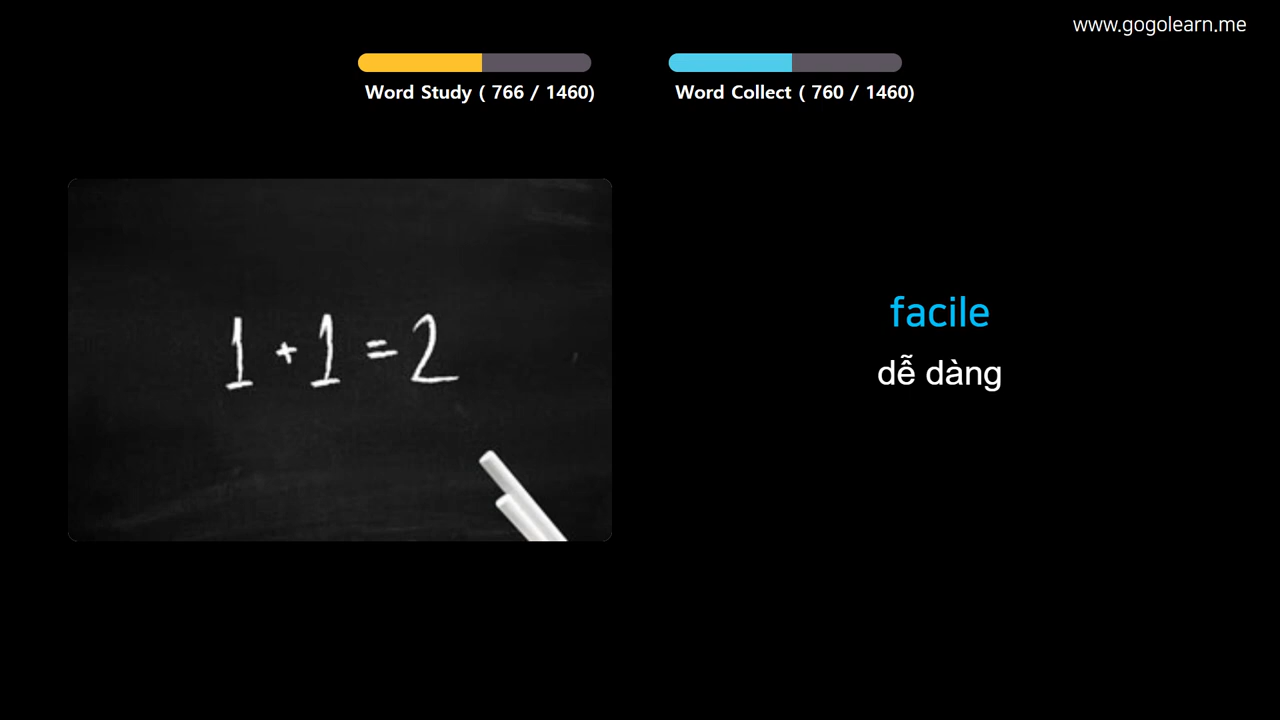 www.gogolearn.me
Word Study ( 766 / 1460)
Word Collect ( 760 / 1460)
1 + 1 = 2
facile
dễ dàng